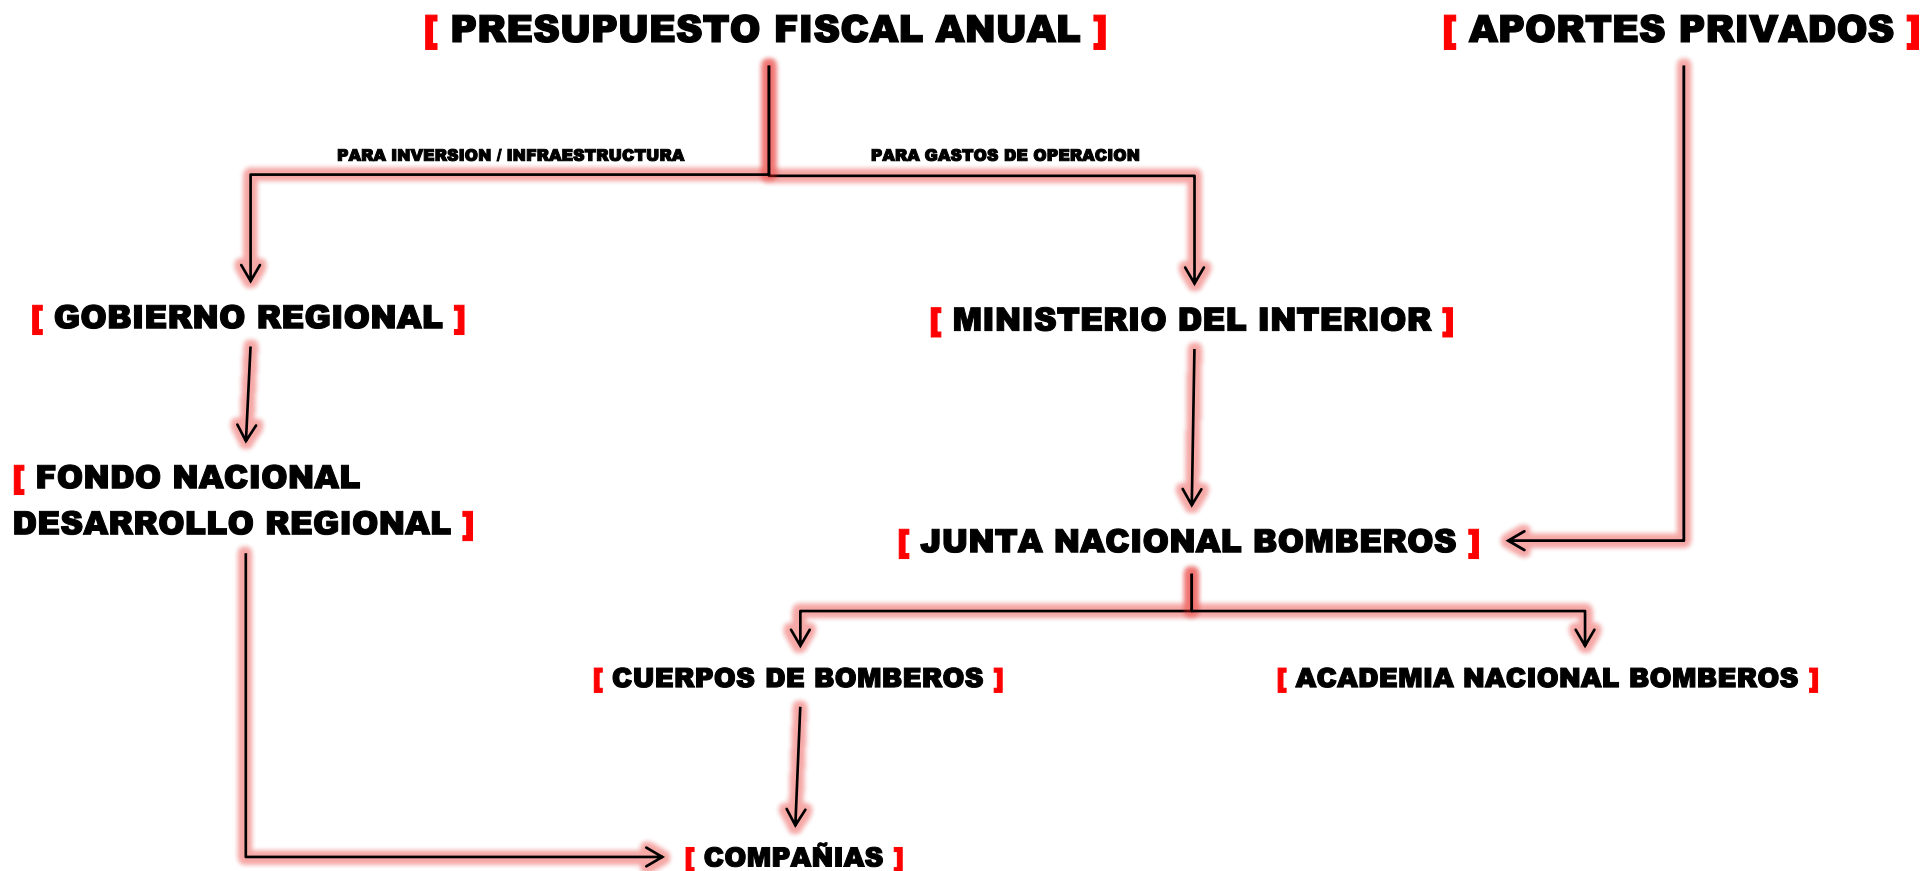 [ PRESUPUESTO FISCAL ANUAL ]
[ APORTES PRIVADOS ]
PARA INVERSION / INFRAESTRUCTURA
PARA GASTOS DE OPERACION
[ GOBIERNO REGIONAL ]
[ MINISTERIO DEL INTERIOR ]
[ FONDO NACIONAL
DESARROLLO REGIONAL ]
[ JUNTA NACIONAL BOMBEROS ]
[ CUERPOS DE BOMBEROS ]
[ ACADEMIA NACIONAL BOMBEROS ]
[ COMPAÑIAS ]